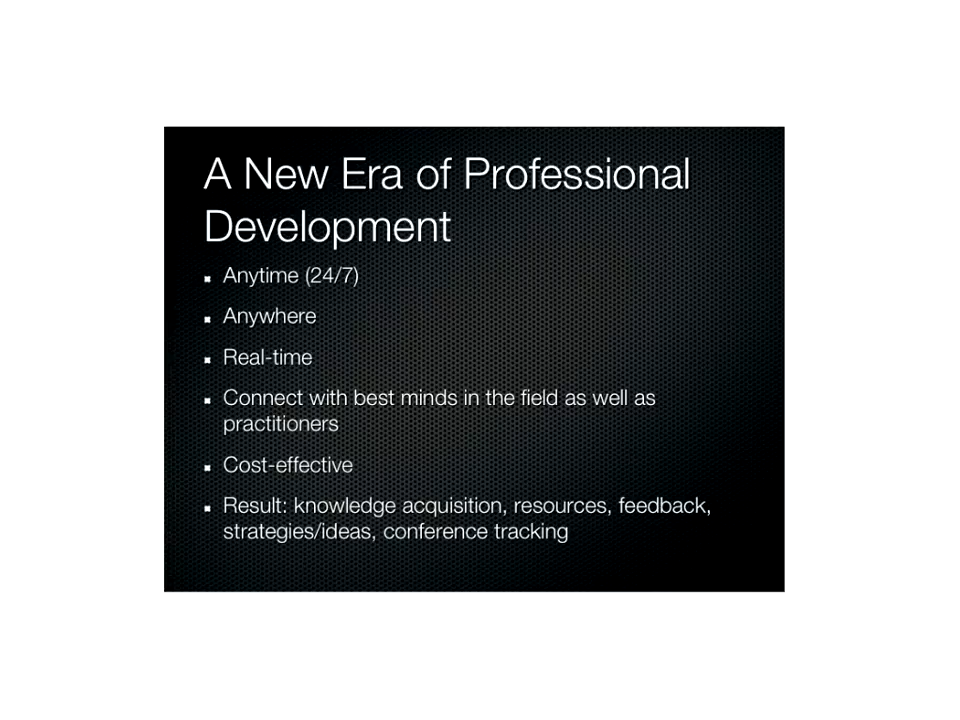 A New Era of Professional
Development
Anytime (24/7)
Anywhere
Real-time
Connect with best minds in the field as well as
practitioners
Cost-effective
Result: knowledge acquisition, resources, feedback,
strategies/ideas, conference tracking